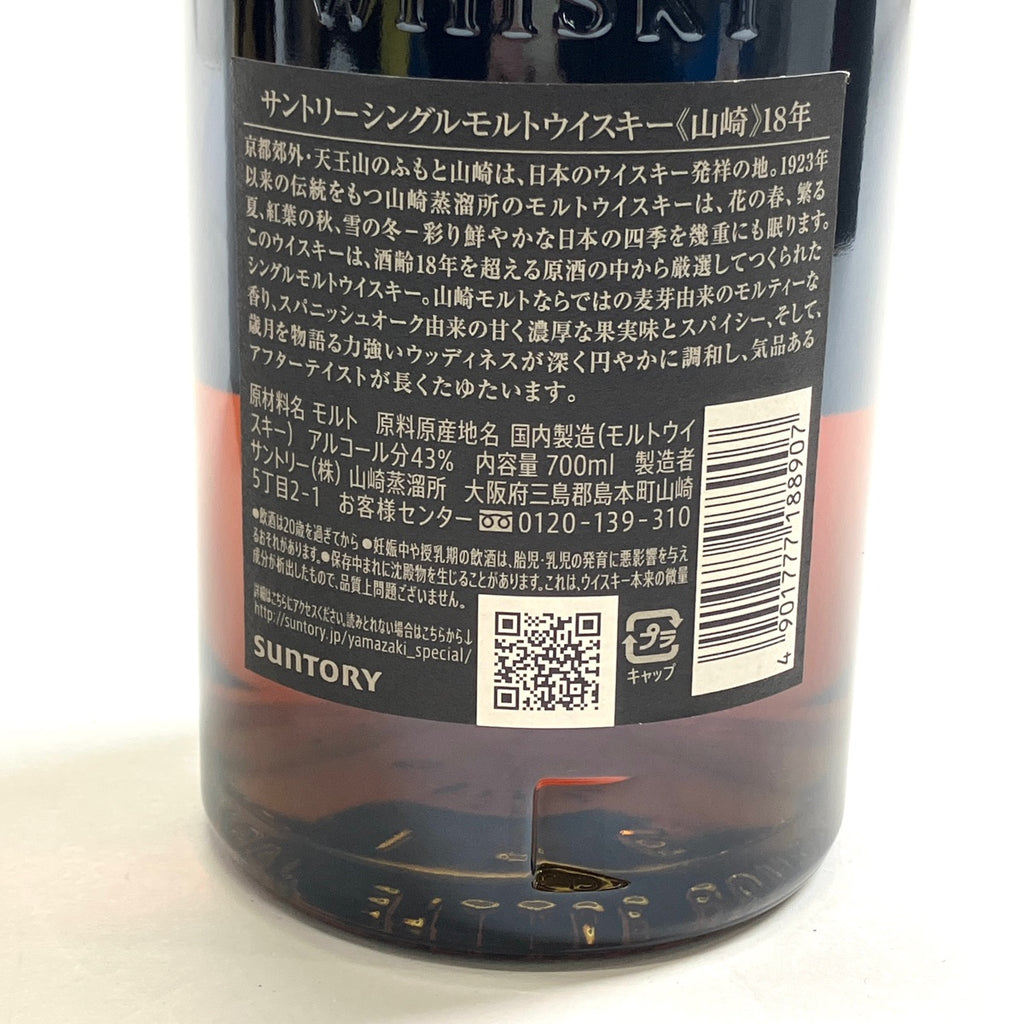 WHISKY
サントリーシングルモルトウイスキー《山崎》18年
京都郊外・天王山のふもと山崎は、日本のウイスキー発祥の地。1923年
以来の伝統をもつ山崎蒸溜所のモルトウイスキーは、花の春、繁る
夏、紅葉の秋、雪の冬−彩り鮮やかな日本の四季を幾重にも眠ります。
このウイスキーは、酒齢18年を超える原酒の中から厳選してつくられた
シングルモルトウイスキー。山崎モルトならではの麦芽由来のモルティーな
香り、スパニッシュオーク由来の甘く濃厚な果実味とスパイシー、そして、
歳月を物語る力強いウッディネスが深く円やかに調和し、気品ある
アフターテイストが長くたゆたいます。
原材料名 モルト 原料原産地名 国内製造(モルトウイ
スキー) アルコール分43% 内容量 700ml 製造者
サントリー(株) 山崎蒸溜所 大阪府三島郡島本町山崎
5丁目2-1 お客様センター 0120-139-310
●飲酒は20歳を過ぎてから ●妊娠中や授乳期の飲酒は、胎児・乳児の発育に悪影響を与え
るおそれがあります。●保存中まれに沈殿物を生じることがあります。これは、ウイスキー本来の微量
成分が析出したもので、品質上問題ございません。
詳細はこちらにアクセスください。読みとれない場合はこちらから↓
http://suntory.jp/yamazaki_special/
SUNTORY
プラ
キャップ
4 901777 188907